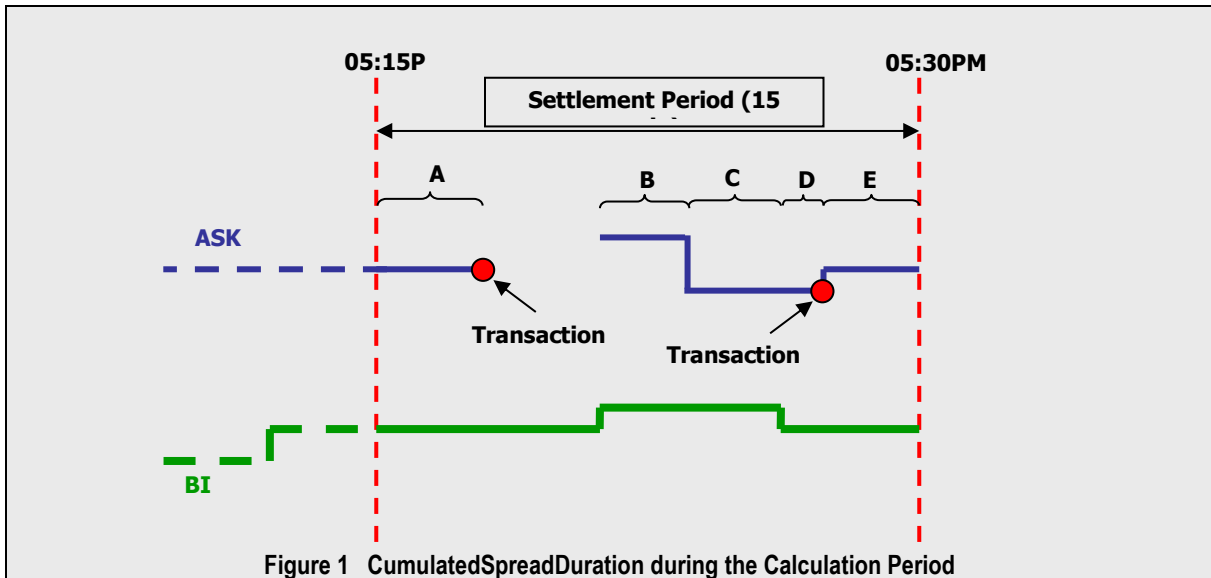 05:15P
05:30PM
Settlement Period (15
A
B
C
D
E
ASK
Transaction
Transaction
BI
Figure 1 CumulatedSpreadDuration during the Calculation Period